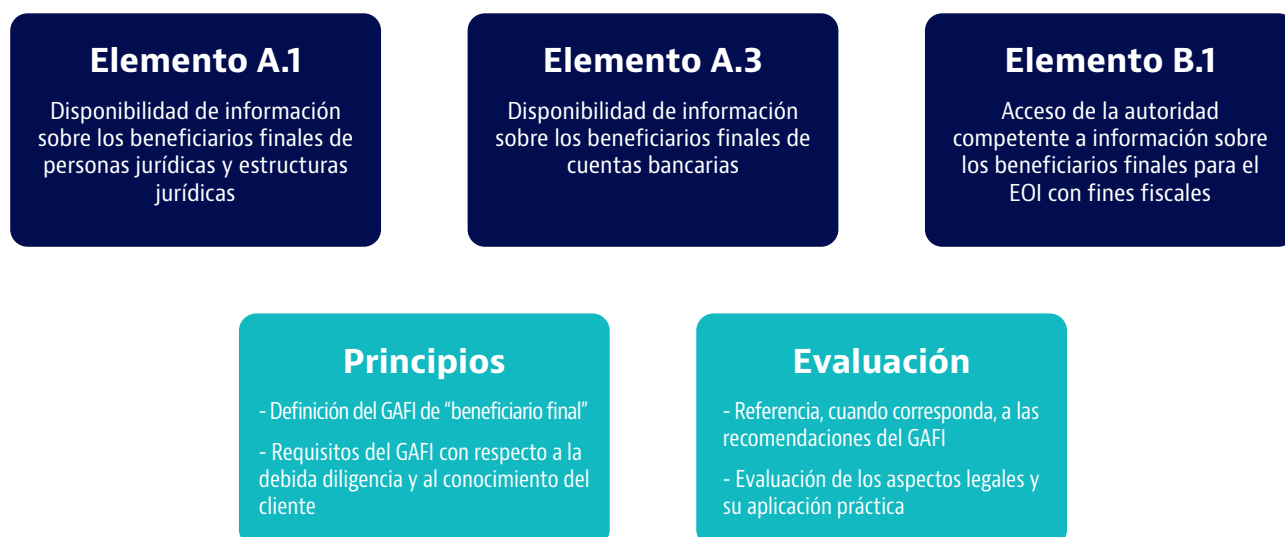 Elemento A.1
Disponibilidad de información
sobre los beneficiarios finales de
personas jurídicas y estructuras
jurídicas
Elemento A.3
Disponibilidad de información
sobre los beneficiarios finales de
cuentas bancarias
Elemento B.1
Acceso de la autoridad
competente a información sobre
los beneficiarios finales para el
EOI con fines fiscales
Principios
- Definición del GAFI de "beneficiario final"
- Requisitos del GAFI con respecto a la
debida diligencia y al conocimiento del
cliente
Evaluación
- Referencia, cuando corresponda, a las
recomendaciones del GAFI
- Evaluación de los aspectos legales y
su aplicación práctica